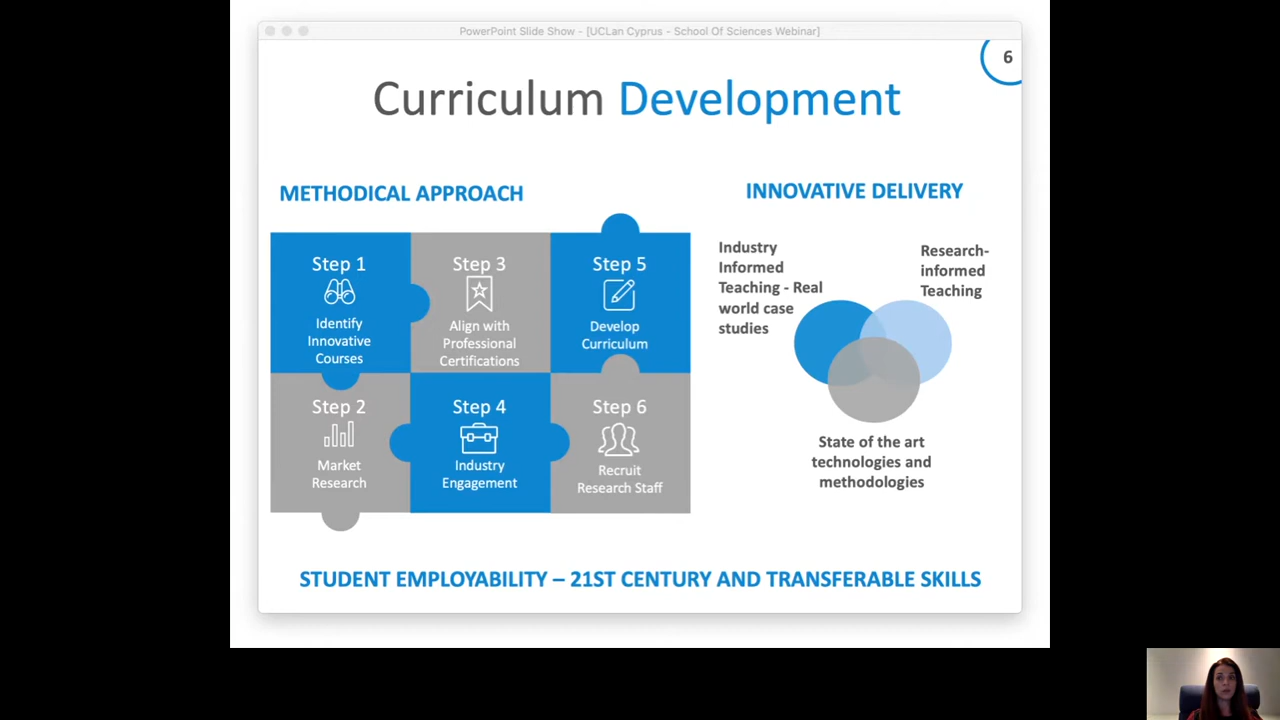 PowerPoint Slide Show - [UCLan Cyprus - School Of Sciences Webinar]
6
Curriculum Development
METHODICAL APPROACH
Step 1
Identify
Innovative
Courses
Step 2
Market
Research
Step 3
Align with
Professional
Certifications
Step 4
Industry
Engagement
Step 5
Develop
Curriculum
Step 6
Recruit
Research Staff
INNOVATIVE DELIVERY
Industry
Informed
Teaching - Real
world case
studies
Research-
informed
Teaching
State of the art
technologies and
methodologies
STUDENT EMPLOYABILITY – 21ST CENTURY AND TRANSFERABLE SKILLS